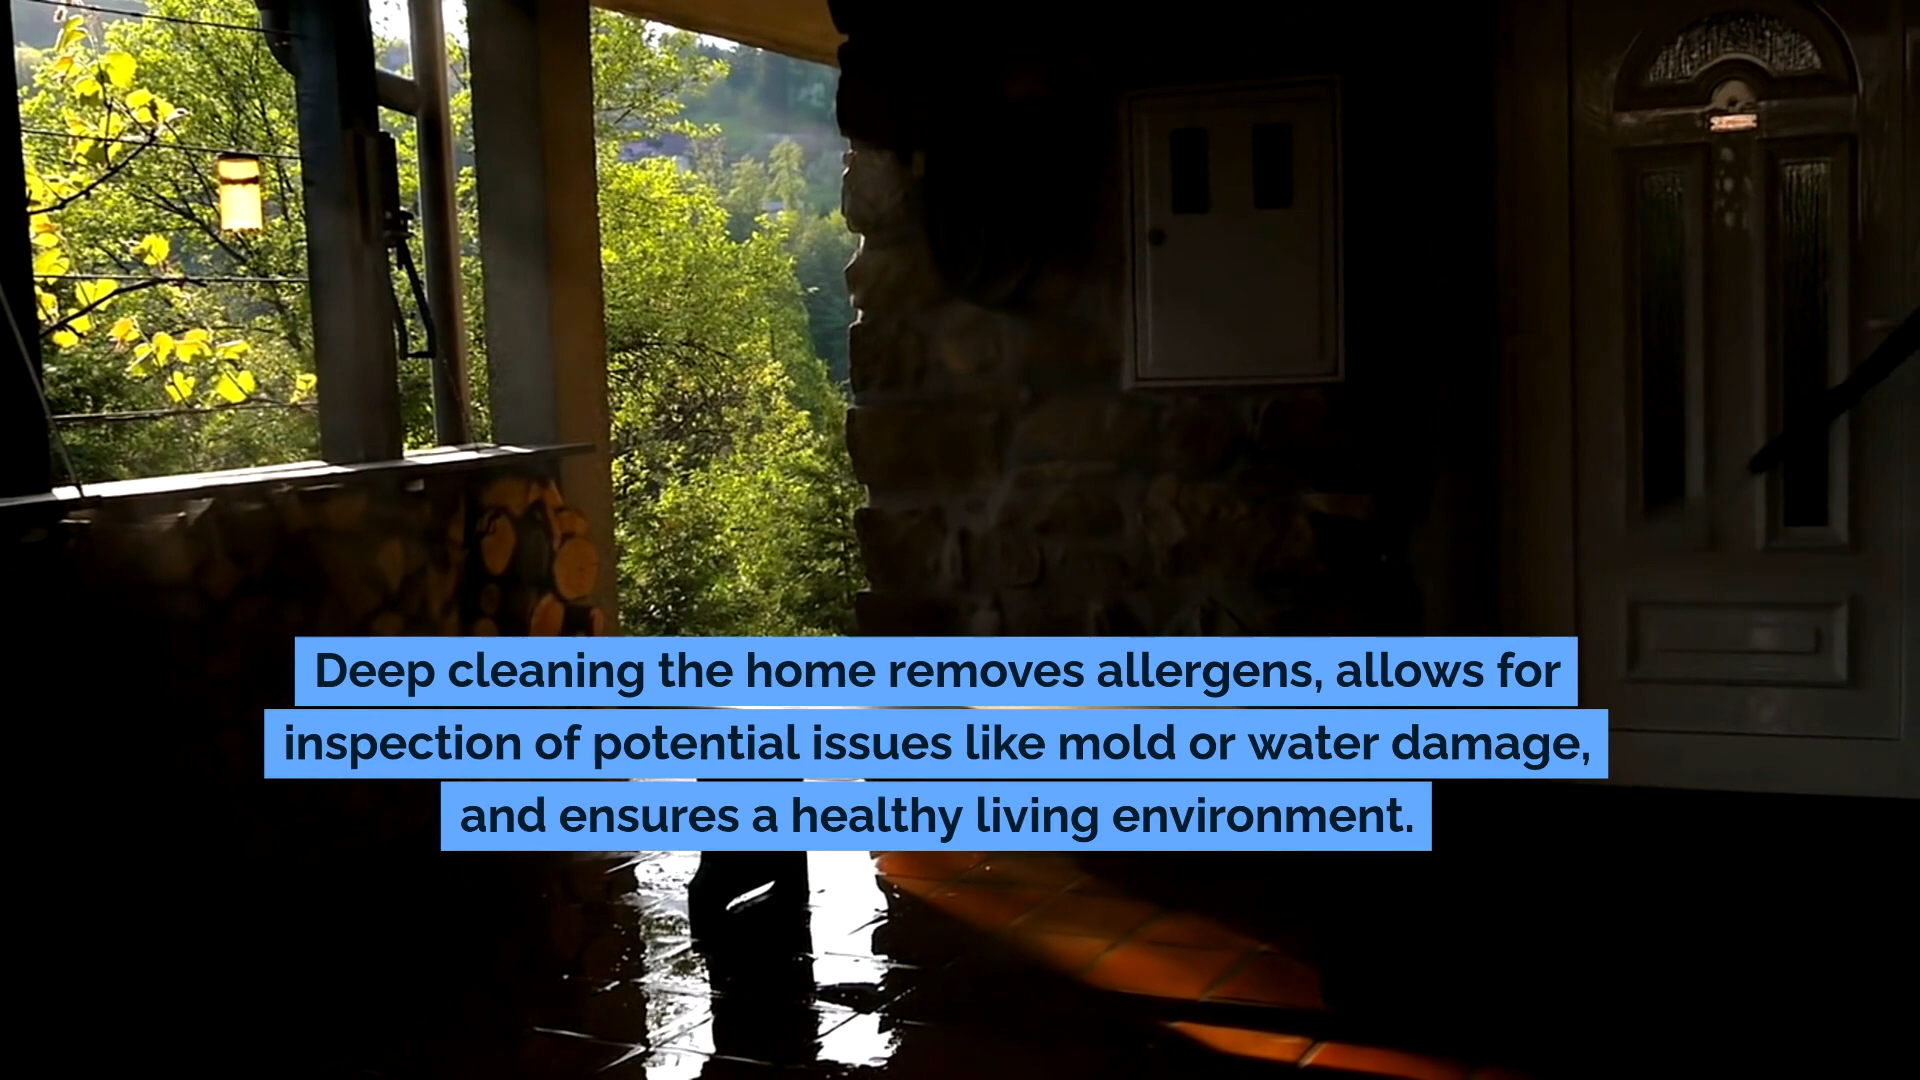 Deep cleaning the home removes allergens, allows for
inspection of potential issues like mold or water damage,
and ensures a healthy living environment.